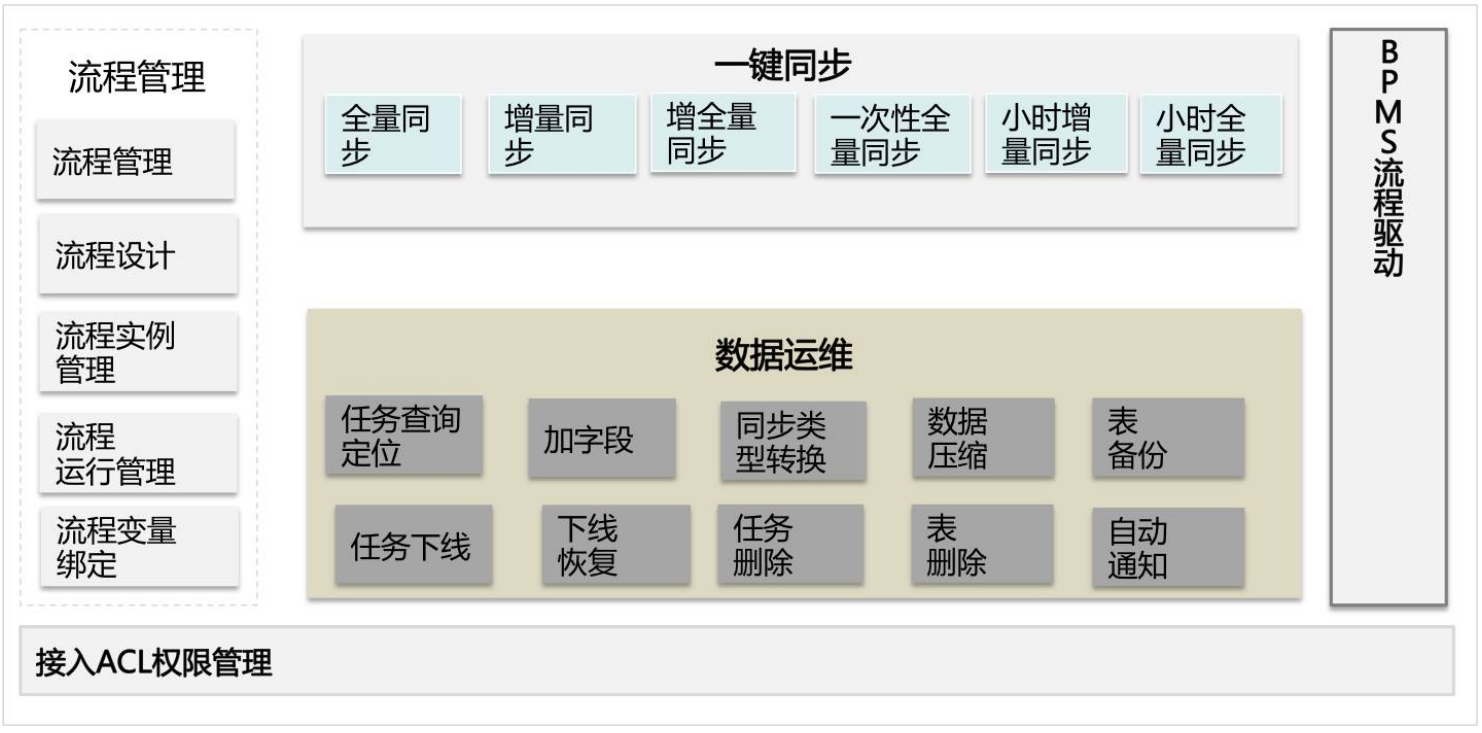 流程管理
流程管理
流程设计
流程实例
管理
流程
运行管理
流程变量
绑定
一键同步
全量同
步
增量同
步
增全量
同步
一次性全
量同步
小时增
量同步
小时全
量同步
数据运维
任务查询
定位
加字段
同步类
型转换
数据
压缩
表
备份
任务下线
下线
恢复
任务
删除
表
删除
自动
通知
BPMS流程驱动
接入ACL权限管理